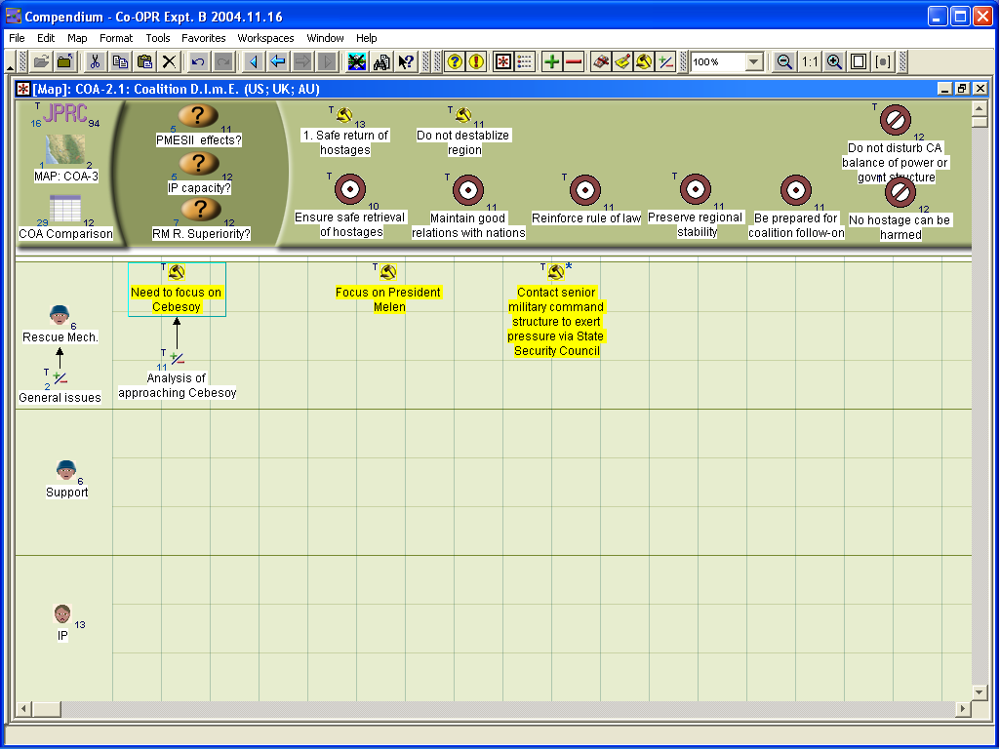 Compendium - Co-OPR Expt. B 2004.11.16
File Edit Map Format Tools Favorites Workspaces Window Help
1:1
100%
[Map]: COA-2.1: Coalition D.I.m.E. (US; UK; AU)
T
JPRC
16 94
1 2
MAP: COA-3
29 12
COA Comparison
5 11
PMESII effects?
5 12
IP capacity?
7 12
RM R. Superiority?
T
13
1. Safe return of
hostages
T
11
Do not destablize
region
T
10
Ensure safe retrieval
of hostages
T
11
Maintain good
relations with nations
T
11
Reinforce rule of law
T
11
Preserve regional
stability
11
Be prepared for
coalition follow-on
T
12
Do not disturb CA
balance of power or
govnt structure
12
No hostage can be
harmed
6
Rescue Mech.
T
2
General issues
T
Need to focus on
Cebesoy
T
11
Analysis of
approaching Cebesoy
T
Focus on President
Melen
T *
Contact senior
military command
structure to exert
pressure via State
Security Council
6
Support
13
IP